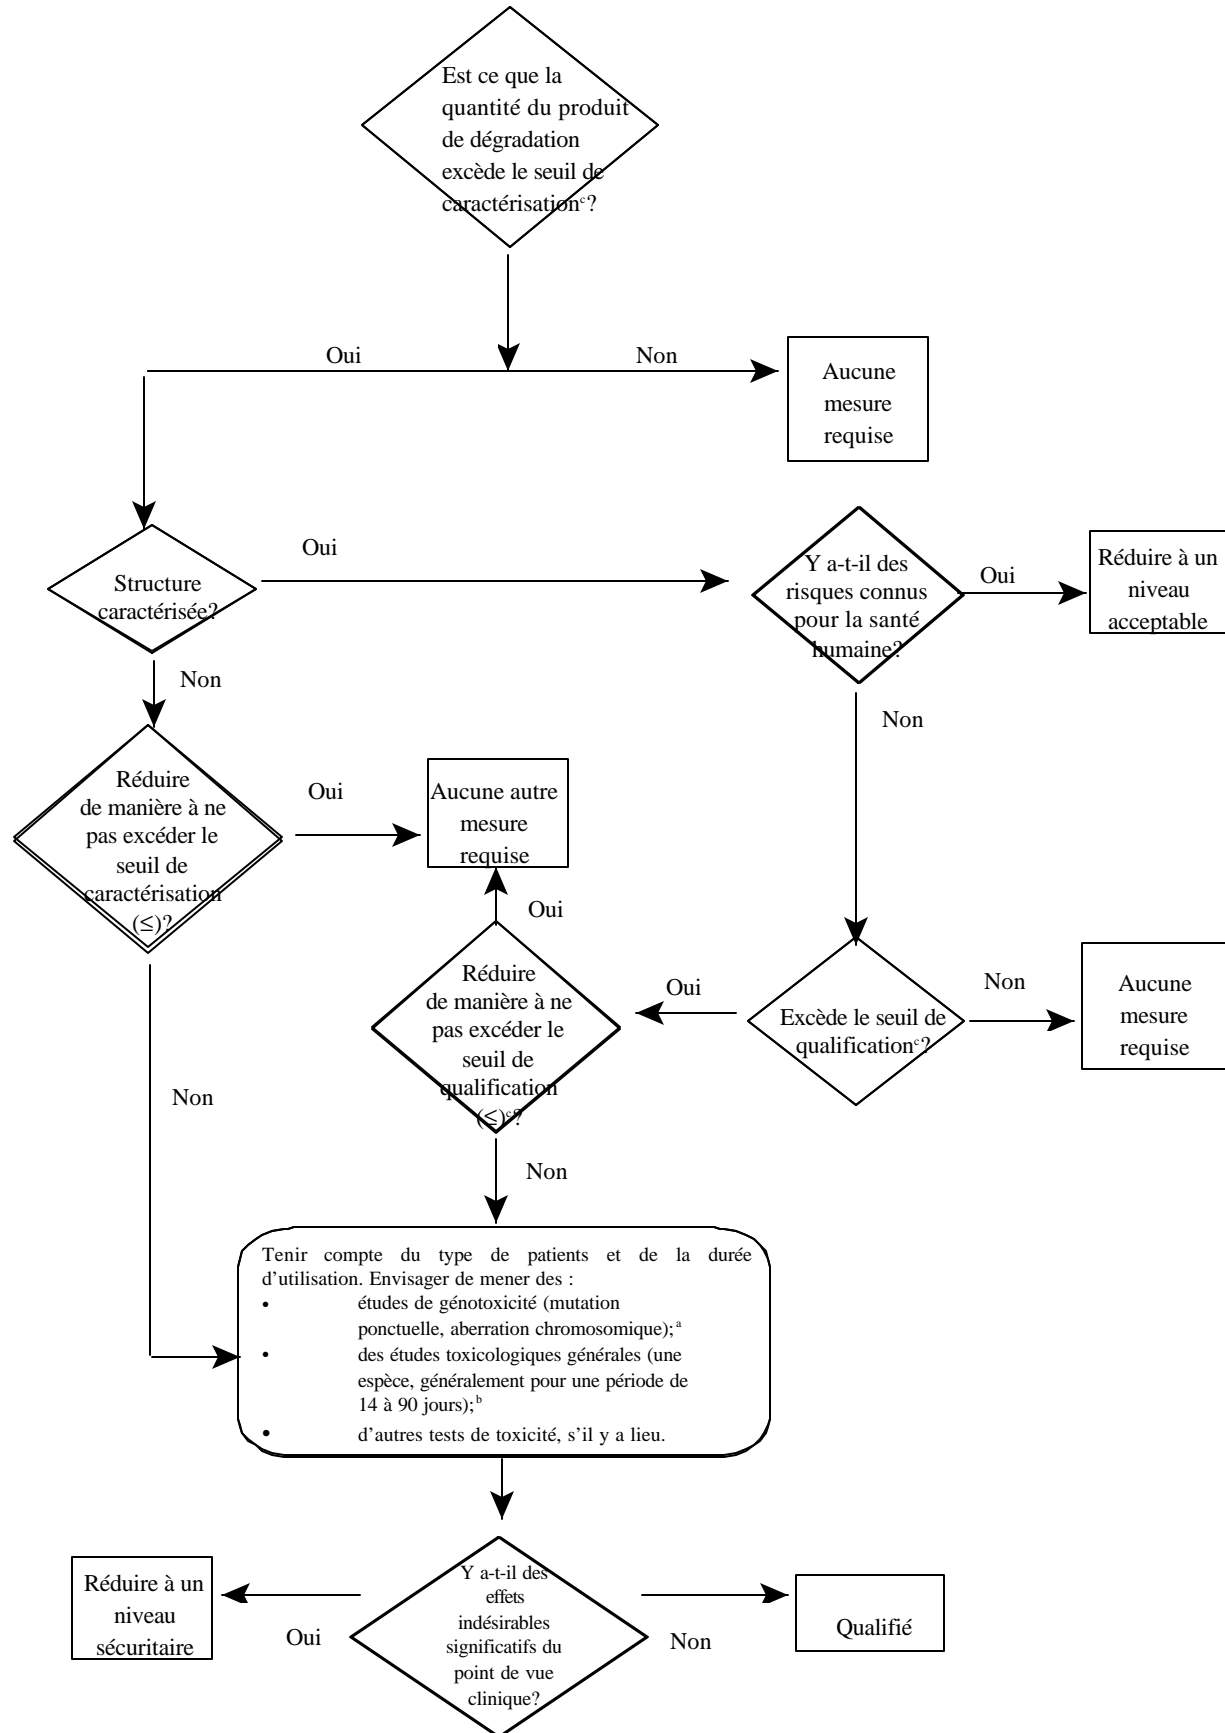 Est ce que la
quantité du produit
de dégradation
excède le seuil de
caractérisationᶜ?
Oui
Non
Aucune
mesure
requise
Structure
caractérisée?
Oui
Y a-t-il des
risques connus
pour la santé
humaine?
Oui
Réduire à un
niveau
acceptable
Non
Non
Réduire
de manière à ne
pas excéder le
seuil de
caractérisation
(≤)?
Oui
Aucune autre
mesure
requise
Oui
Réduire
de manière à ne
pas excéder le
seuil de
qualification
(≤)ᶜ?
Oui
Excède le seuil de
qualificationᶜ?
Non
Aucune
mesure
requise
Non
Non
Tenir compte du type de patients et de la durée
d’utilisation. Envisager de mener des :
• études de génotoxicité (mutation
ponctuelle, aberration chromosomique);ᵃ
• des études toxicologiques générales (une
espèce, généralement pour une période de
14 à 90 jours);ᵇ
• d’autres tests de toxicité, s’il y a lieu.
Réduire à un
niveau
sécuritaire
Oui
Y a-t-il des
effets
indésirables
significatifs du
point de vue
clinique?
Non
Qualifié